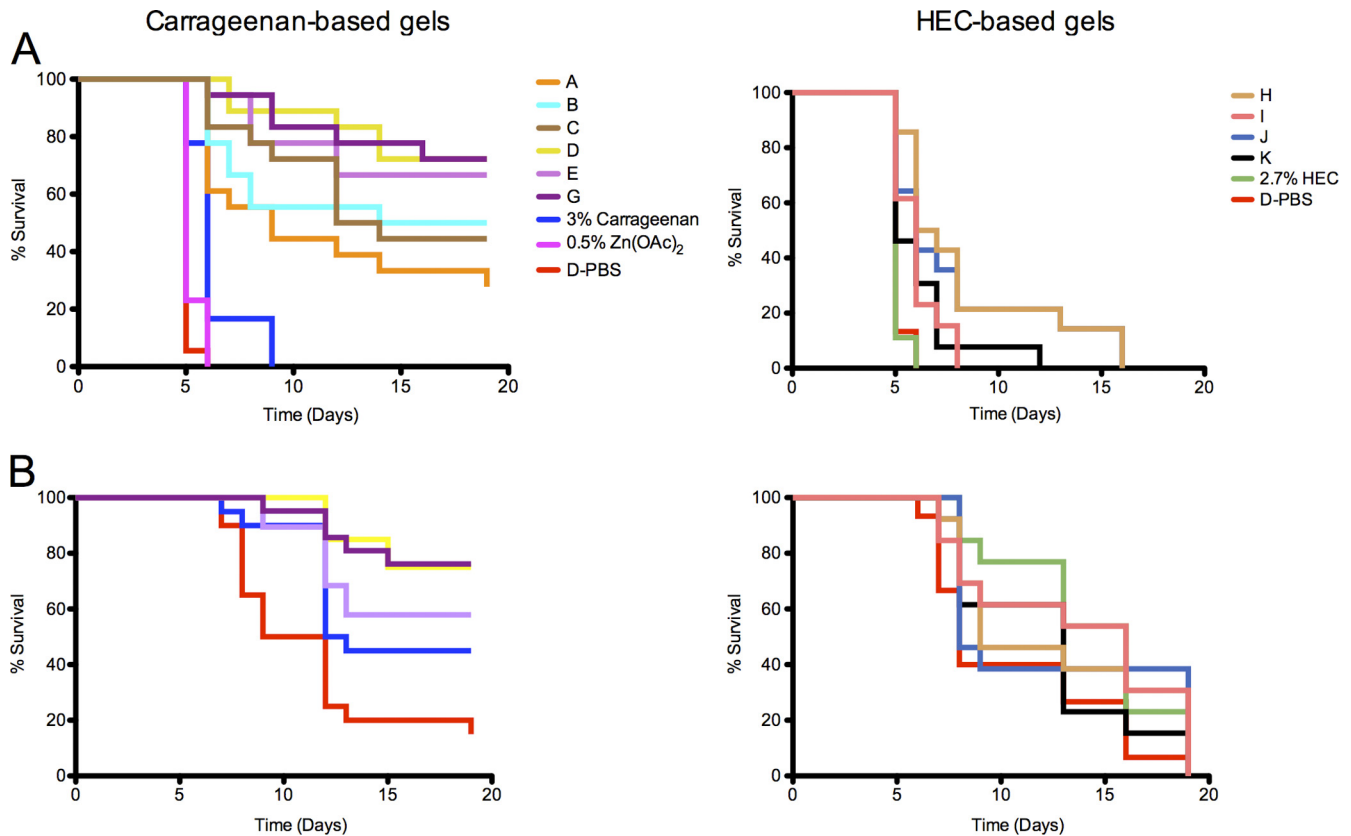 Carrageenan-based gels
HEC-based gels
A
100
80
60
40
20
0
% Survival
0 5 10 15 20
Time (Days)
A
B
C
D
E
G
3% Carrageenan
0.5% Zn(OAc)₂
D-PBS
100
80
60
40
20
0
% Survival
0 5 10 15 20
Time (Days)
H
I
J
K
2.7% HEC
D-PBS
B
100
80
60
40
20
0
% Survival
0 5 10 15 20
Time (Days)
100
80
60
40
20
0
% Survival
0 5 10 15 20
Time (Days)